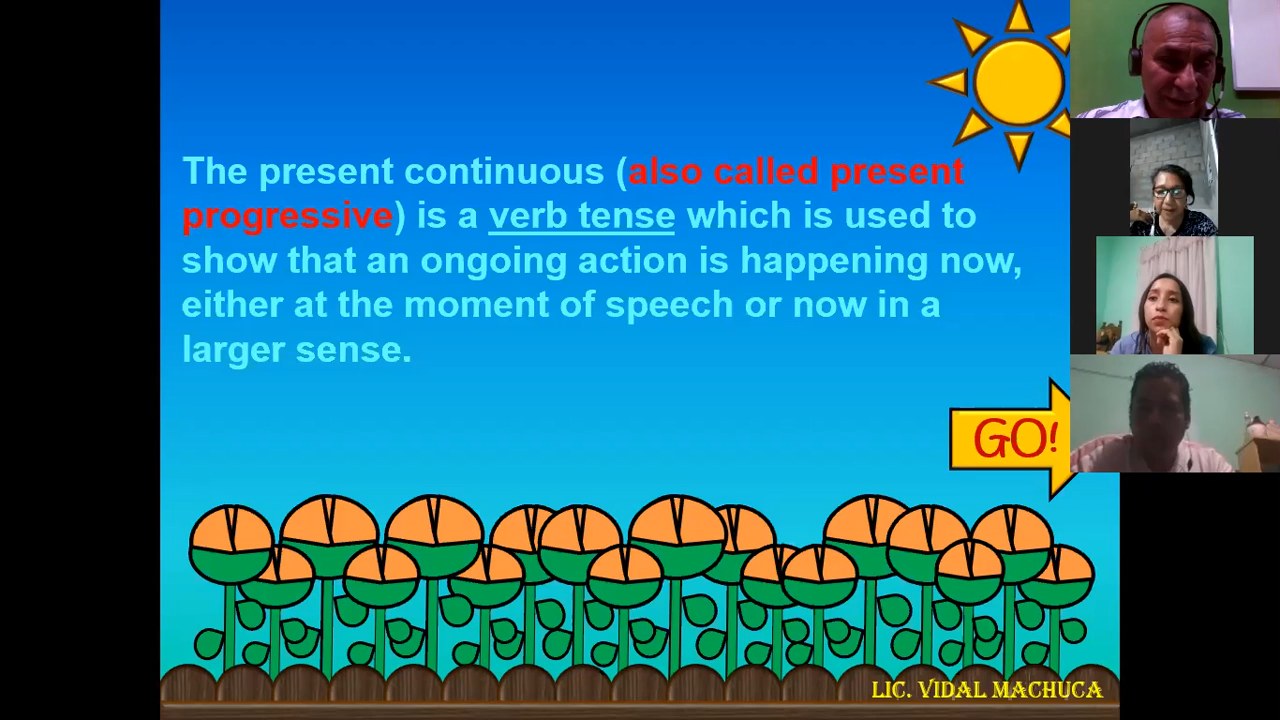 The present continuous (also called present
progressive) is a verb tense which is used to
show that an ongoing action is happening now,
either at the moment of speech or now in a
larger sense.
GO!
LIC. VIDAL MACHUCA